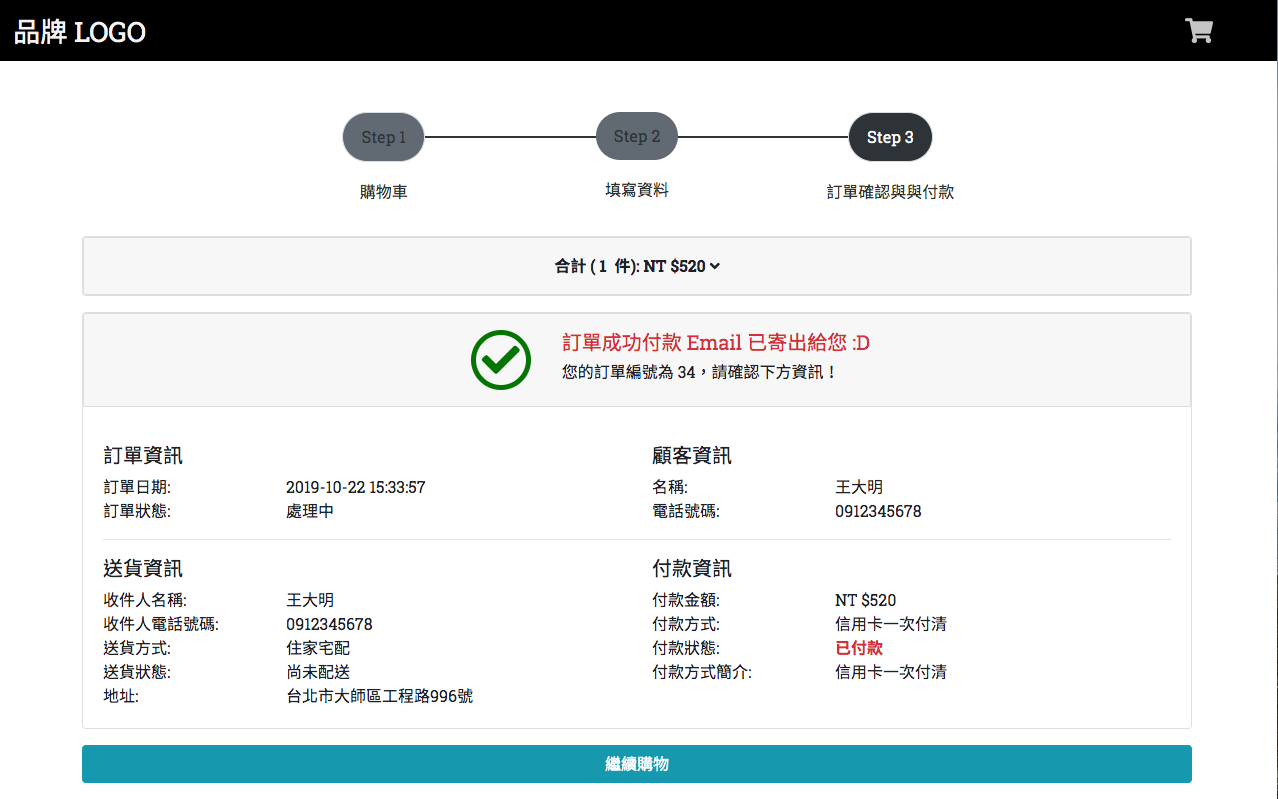 品牌 LOGO
Step 1
Step 2
Step 3
購物車
填寫資料
訂單確認與與付款
合計 ( 1 件): NT $520
訂單成功付款 Email 已寄出給您 :D
您的訂單編號為 34，請確認下方資訊！
訂單資訊
訂單日期: 2019-10-22 15:33:57
訂單狀態: 處理中
顧客資訊
名稱: 王大明
電話號碼: 0912345678
送貨資訊
收件人名稱: 王大明
收件人電話號碼: 0912345678
送貨方式: 住家宅配
送貨狀態: 尚未配送
地址: 台北市大師區工程路996號
付款資訊
付款金額: NT $520
付款方式: 信用卡一次付清
付款狀態: 已付款
付款方式簡介: 信用卡一次付清
繼續購物